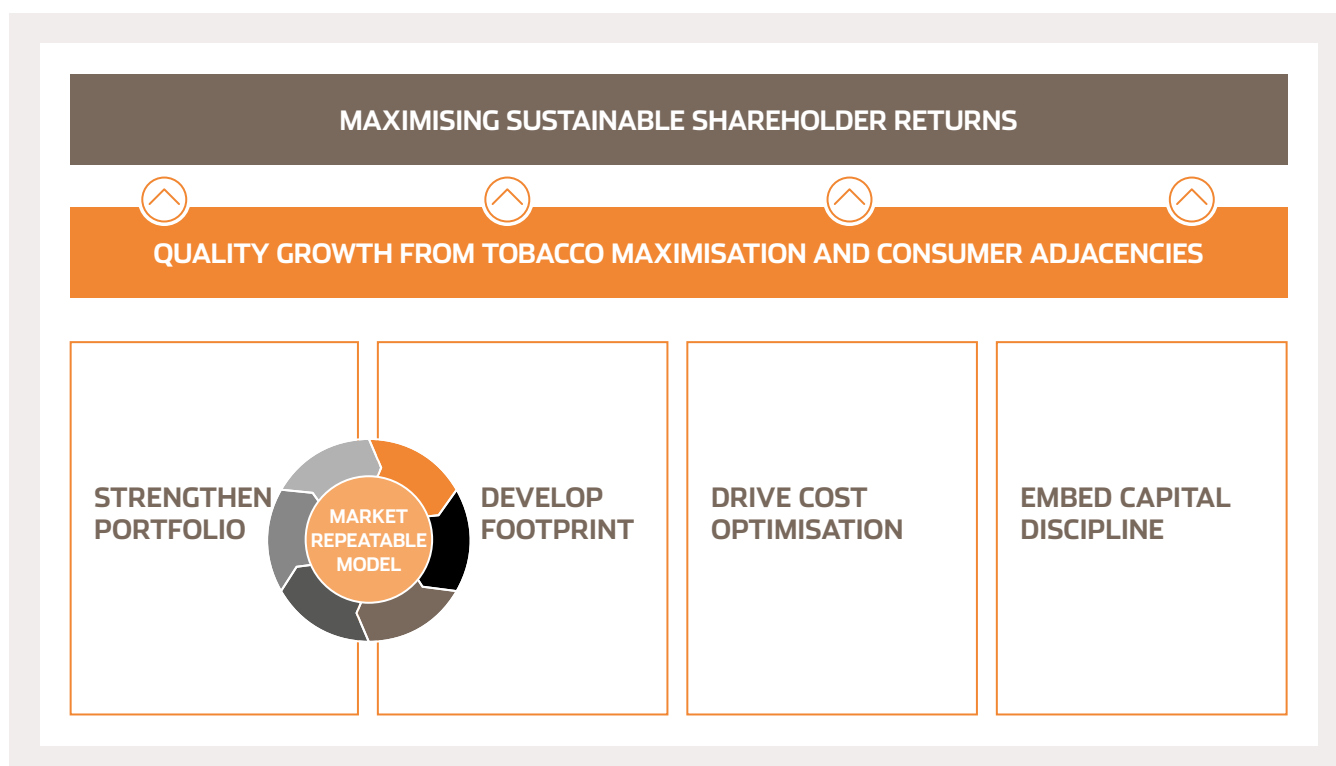 MAXIMISING SUSTAINABLE SHAREHOLDER RETURNS
QUALITY GROWTH FROM TOBACCO MAXIMISATION AND CONSUMER ADJACENCIES
STRENGTHEN
PORTFOLIO
MARKET
REPEATABLE
MODEL
DEVELOP
FOOTPRINT
DRIVE COST
OPTIMISATION
EMBED CAPITAL
DISCIPLINE